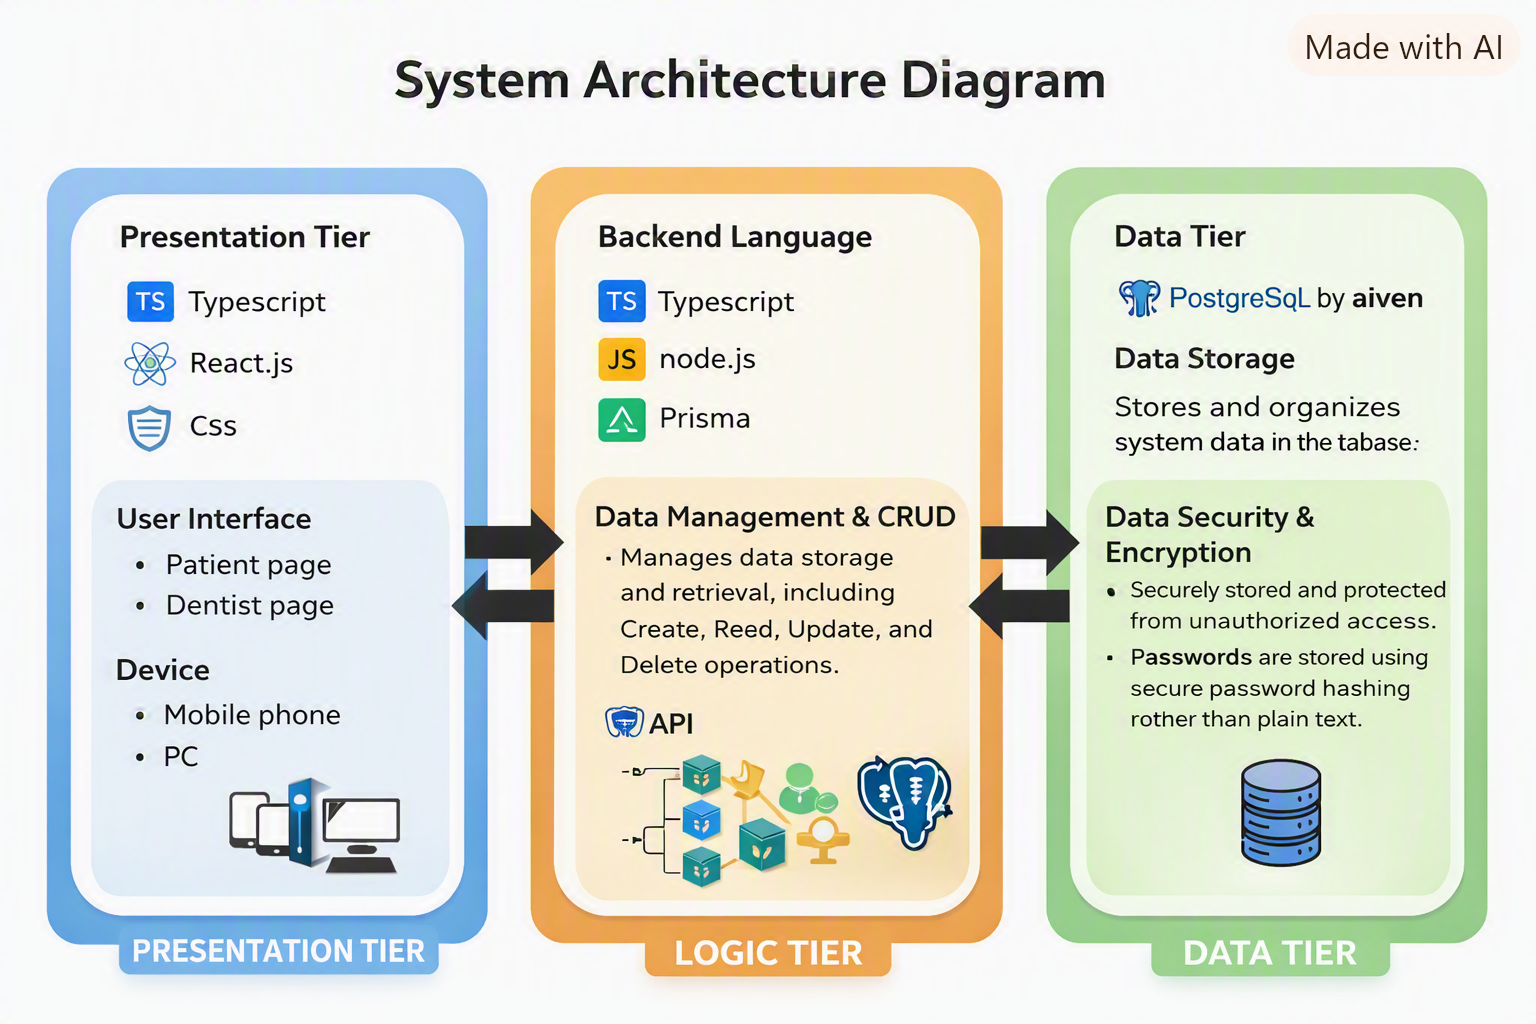 Made with AI
System Architecture Diagram
Presentation Tier
TS Typescript
React.js
Css
User Interface
• Patient page
• Dentist page
Device
• Mobile phone
• PC
PRESENTATION TIER
Backend Language
TS Typescript
JS node.js
Prisma
Data Management & CRUD
· Manages data storage
and retrieval, including
Create, Reed, Update, and
Delete operations.
API
LOGIC TIER
Data Tier
PostgreSqL by aiven
Data Storage
Stores and organizes
system data in the tabase:
Data Security &
Encryption
• Securely stored and protected
from unauthorized access.
• Passwords are stored using
secure password hashing
rother than plain text.
DATA TIER